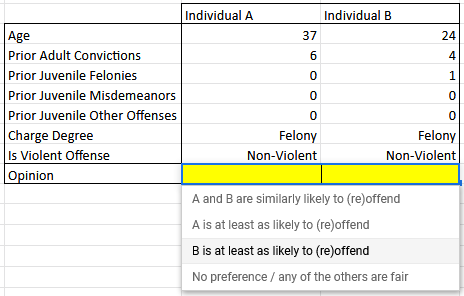 Individual A Individual B
Age 37 24
Prior Adult Convictions 6 4
Prior Juvenile Felonies 0 1
Prior Juvenile Misdemeanors 0 0
Prior Juvenile Other Offenses 0 0
Charge Degree Felony Felony
Is Violent Offense Non-Violent Non-Violent
Opinion
A and B are similarly likely to (re)offend
A is at least as likely to (re)offend
B is at least as likely to (re)offend
No preference / any of the others are fair